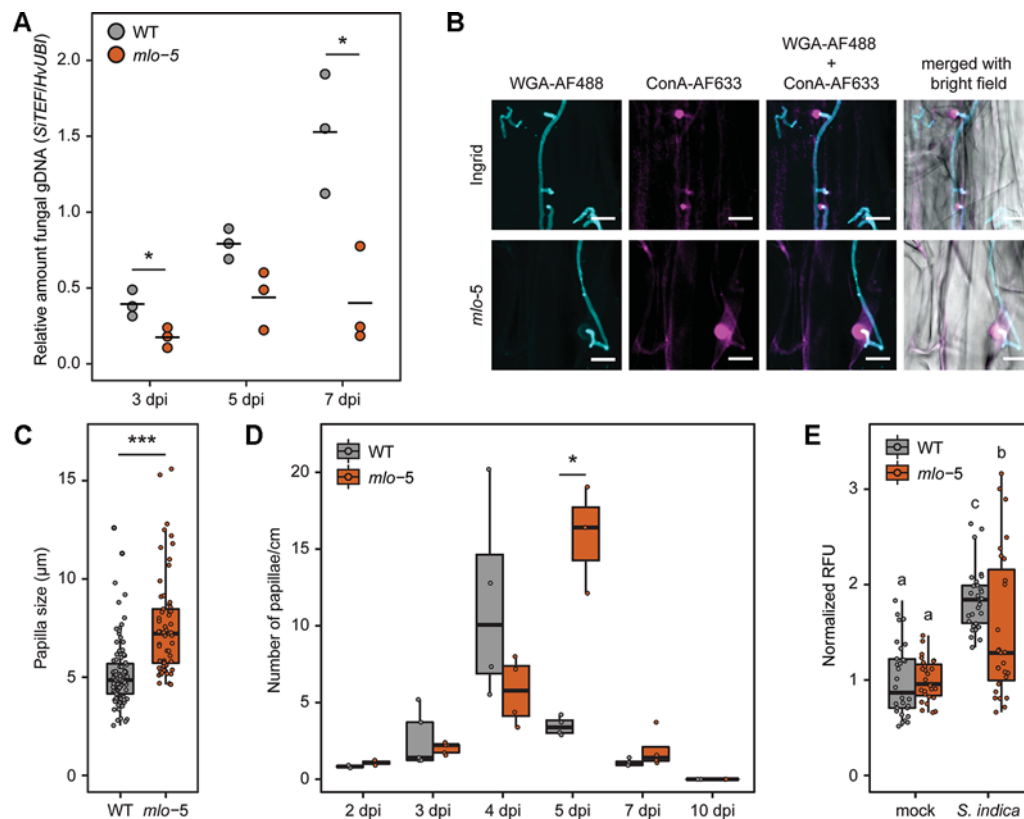 A
WT
mlo−5
Relative amount fungal gDNA (SiTEF/HvUBI)
2.0
1.5
1.0
0.5
0.0
*
*
3 dpi
5 dpi
7 dpi
B
WGA-AF488
ConA-AF633
WGA-AF488
+
ConA-AF633
merged with
bright field
Ingrid
mlo-5
C
***
Papilla size (µm)
15
10
5
0
WT
mlo−5
D
WT
mlo−5
Number of papillae/cm
20
15
10
5
0
*
2 dpi
3 dpi
4 dpi
5 dpi
7 dpi
10 dpi
E
WT
mlo−5
Normalized RFU
3
2
1
0
a
a
c
b
mock
S. indica